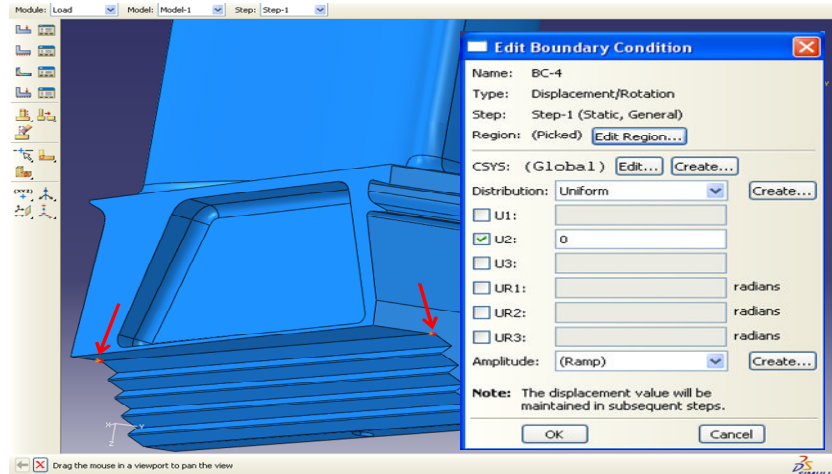 Module: Load Model: Model-1 Step: Step-1
Edit Boundary Condition
Name: BC-4
Type: Displacement/Rotation
Step: Step-1 (Static, General)
Region: (Picked) Edit Region...
CSYS: (Global) Edit... Create...
Distribution: Uniform Create...
U1:
U2: 0
U3:
UR1: radians
UR2: radians
UR3: radians
Amplitude: (Ramp) Create...
Note: The displacement value will be
maintained in subsequent steps.
OK Cancel
(XYZ)
X Y
Z
Drag the mouse in a viewport to pan the view